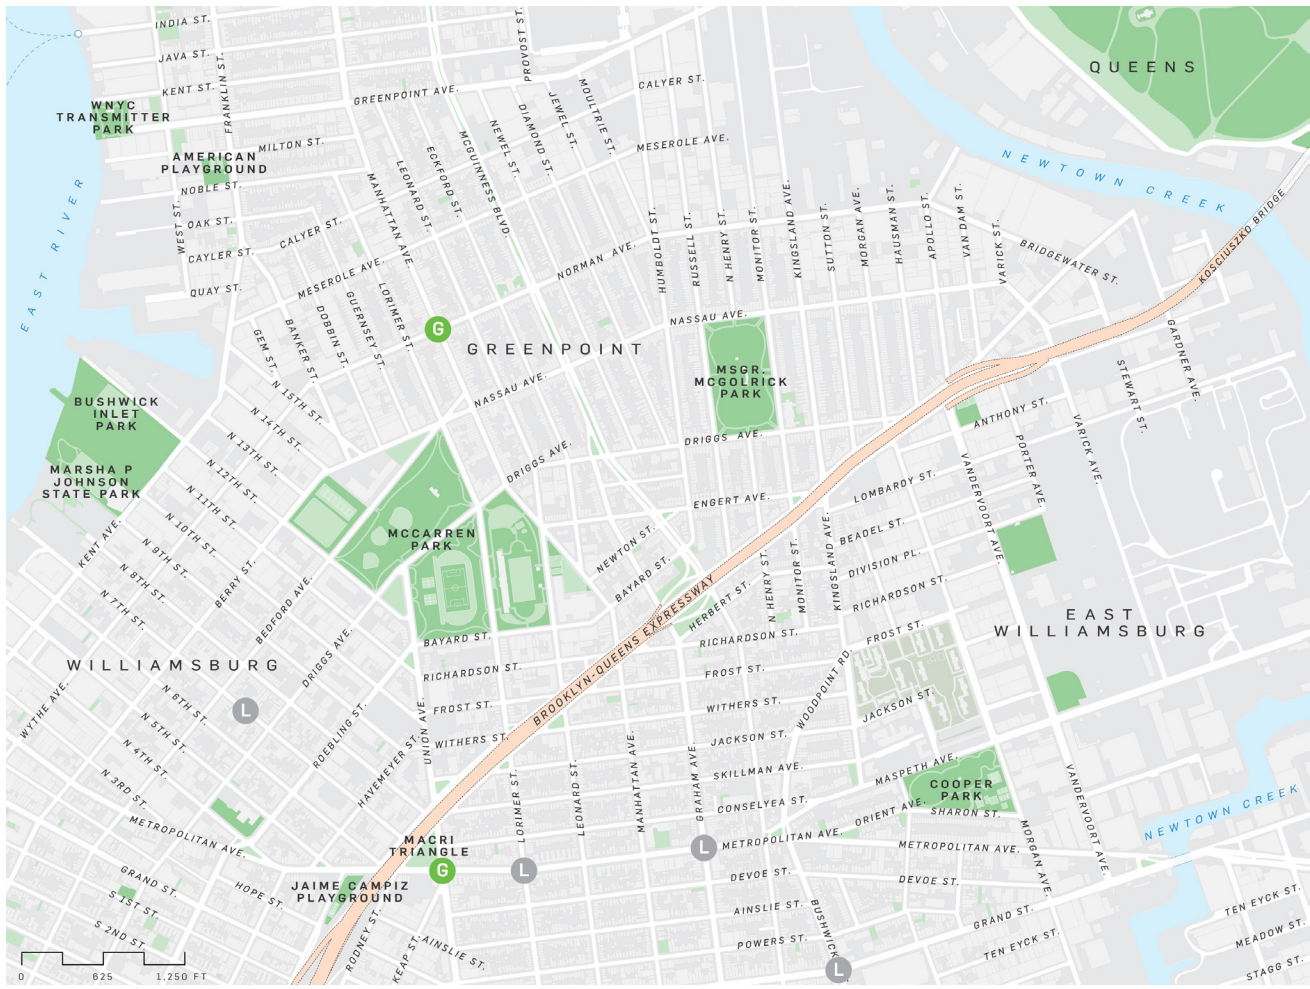 INDIA ST.
PROVOST ST.
JAVA ST.
QUEENS
KENT ST.
FRANKLIN ST.
GREENPOINT AVE.
CALYER ST.
MOULTRIE ST.
JEWEL ST.
DIAMOND ST.
NEWEL ST.
MCGUINNESS BLVD.
ECKFORD ST.
LEONARD ST.
MANHATTAN AVE.
WNYC
TRANSMITTER
PARK
MILTON ST.
MESEROLE AVE.
AMERICAN
PLAYGROUND
NOBLE ST.
NEWTOWN CREEK
EAST RIVER
WEST ST.
OAK ST.
CALYER ST.
CAYLER ST.
NORMAN AVE.
HUMBOLDT ST.
RUSSELL ST.
N HENRY ST.
MONITOR ST.
KINGSLAND AVE.
SUTTON ST.
MORGAN AVE.
HAUSMAN ST.
APOLLO ST.
VAN DAM ST.
VARICK ST.
BRIDGEWATER ST.
KOSCIUSZKO BRIDGE
MESEROLE AVE.
QUAY ST.
LORIMER ST.
GUERNSEY ST.
DOBBIN ST.
BANKER ST.
GEM ST.
G
NASSAU AVE.
GREENPOINT
GARDNER AVE.
STEWART ST.
MSGR.
MCGOLRICK
PARK
NASSAU AVE.
N 15TH ST.
BUSHWICK
INLET
PARK
N 14TH ST.
ANTHONY ST.
VARICK AVE.
PORTER AVE.
N 13TH ST.
DRIGGS AVE.
DRIGGS AVE.
MARSHA P
JOHNSON
STATE PARK
N 12TH ST.
VANDERVOORT AVE.
LOMBARDY ST.
N 11TH ST.
ENGERT AVE.
KENT AVE.
N 10TH ST.
MCCARREN
PARK
NEWTON ST.
KINGSLAND AVE.
BEADEL ST.
N 9TH ST.
BERRY ST.
N 8TH ST.
BAYARD ST.
DIVISION PL.
N HENRY ST.
MONITOR ST.
N 7TH ST.
BEDFORD AVE.
HERBERT ST.
RICHARDSON ST.
EAST
WILLIAMSBURG
BAYARD ST.
RICHARDSON ST.
FROST ST.
DRIGGS AVE.
BROOKLYN-QUEENS EXPRESSWAY
WILLIAMSBURG
RICHARDSON ST.
FROST ST.
WOODPOINT RD.
WYTHE AVE.
N 6TH ST.
L
FROST ST.
WITHERS ST.
JACKSON ST.
N 5TH ST.
ROEBLING ST.
UNION AVE.
WITHERS ST.
JACKSON ST.
N 4TH ST.
HAVEMEYER ST.
LORIMER ST.
LEONARD ST.
MANHATTAN AVE.
GRAHAM AVE.
SKILLMAN AVE.
MASPETH AVE.
VANDERVOORT AVE.
N 3RD ST.
COOPER
PARK
CONSELYEA ST.
ORIENT AVE.
SHARON ST.
NEWTOWN CREEK
METROPOLITAN AVE.
MACRI
TRIANGLE
L
METROPOLITAN AVE.
METROPOLITAN AVE.
MORGAN AVE.
G
L
GRAND ST.
HOPE ST.
JAIME CAMPIZ
PLAYGROUND
DEVOE ST.
DEVOE ST.
S 1ST ST.
AINSLIE ST.
BUSHWICK
GRAND ST.
TEN EYCK ST.
S 2ND ST.
RODNEY ST.
KEAP ST.
AINSLIE ST.
POWERS ST.
TEN EYCK ST.
MEADOW ST.
L
STAGG ST.
0 625 1,250 FT